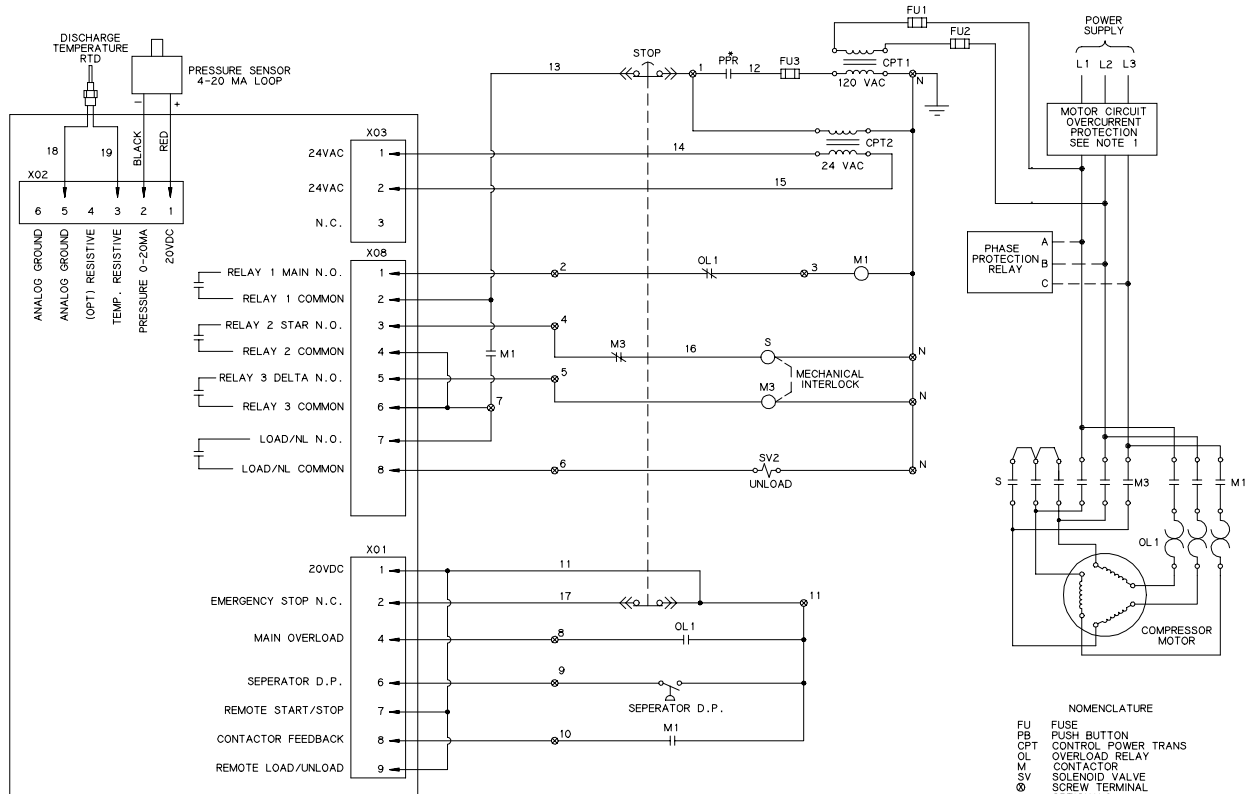 DISCHARGE
TEMPERATURE
RTD
PRESSURE SENSOR
4-20 MA LOOP
-
+
18
19
BLACK
RED
X02
6 5 4 3 2 1
ANALOG GROUND
ANALOG GROUND
(OPT) RESISTIVE
TEMP. RESISTIVE
PRESSURE 0-20MA
20VDC
STOP
13
1
PPR
*
12
FU3
120 VAC
CPT1
N
FU1
FU2
X03
24VAC 1
14
CPT2
24 VAC
24VAC 2
15
N.C. 3
X08
RELAY 1 MAIN N.O. 1
2
OL1
3
M1
RELAY 1 COMMON 2
RELAY 2 STAR N.O. 3
4
RELAY 2 COMMON 4
M1
M3
16
S
N
RELAY 3 DELTA N.O. 5
5
MECHANICAL
INTERLOCK
M3
N
RELAY 3 COMMON 6
7
LOAD/NL N.O. 7
LOAD/NL COMMON 8
6
SV2
UNLOAD
N
X01
20VDC 1
11
EMERGENCY STOP N.C. 2
17
11
MAIN OVERLOAD 4
8
OL1
SEPERATOR D.P. 6
9
SEPERATOR D.P.
REMOTE START/STOP 7
CONTACTOR FEEDBACK 8
10
M1
REMOTE LOAD/UNLOAD 9
POWER
SUPPLY
L1 L2 L3
MOTOR CIRCUIT
OVERCURRENT
PROTECTION
SEE NOTE 1
PHASE
PROTECTION
RELAY
A
B
C
S
M3
M1
OL1
COMPRESSOR
MOTOR
NOMENCLATURE
FU FUSE
PB PUSH BUTTON
CPT CONTROL POWER TRANS
OL OVERLOAD RELAY
M CONTACTOR
SV SOLENOID VALVE
SCREW TERMINAL